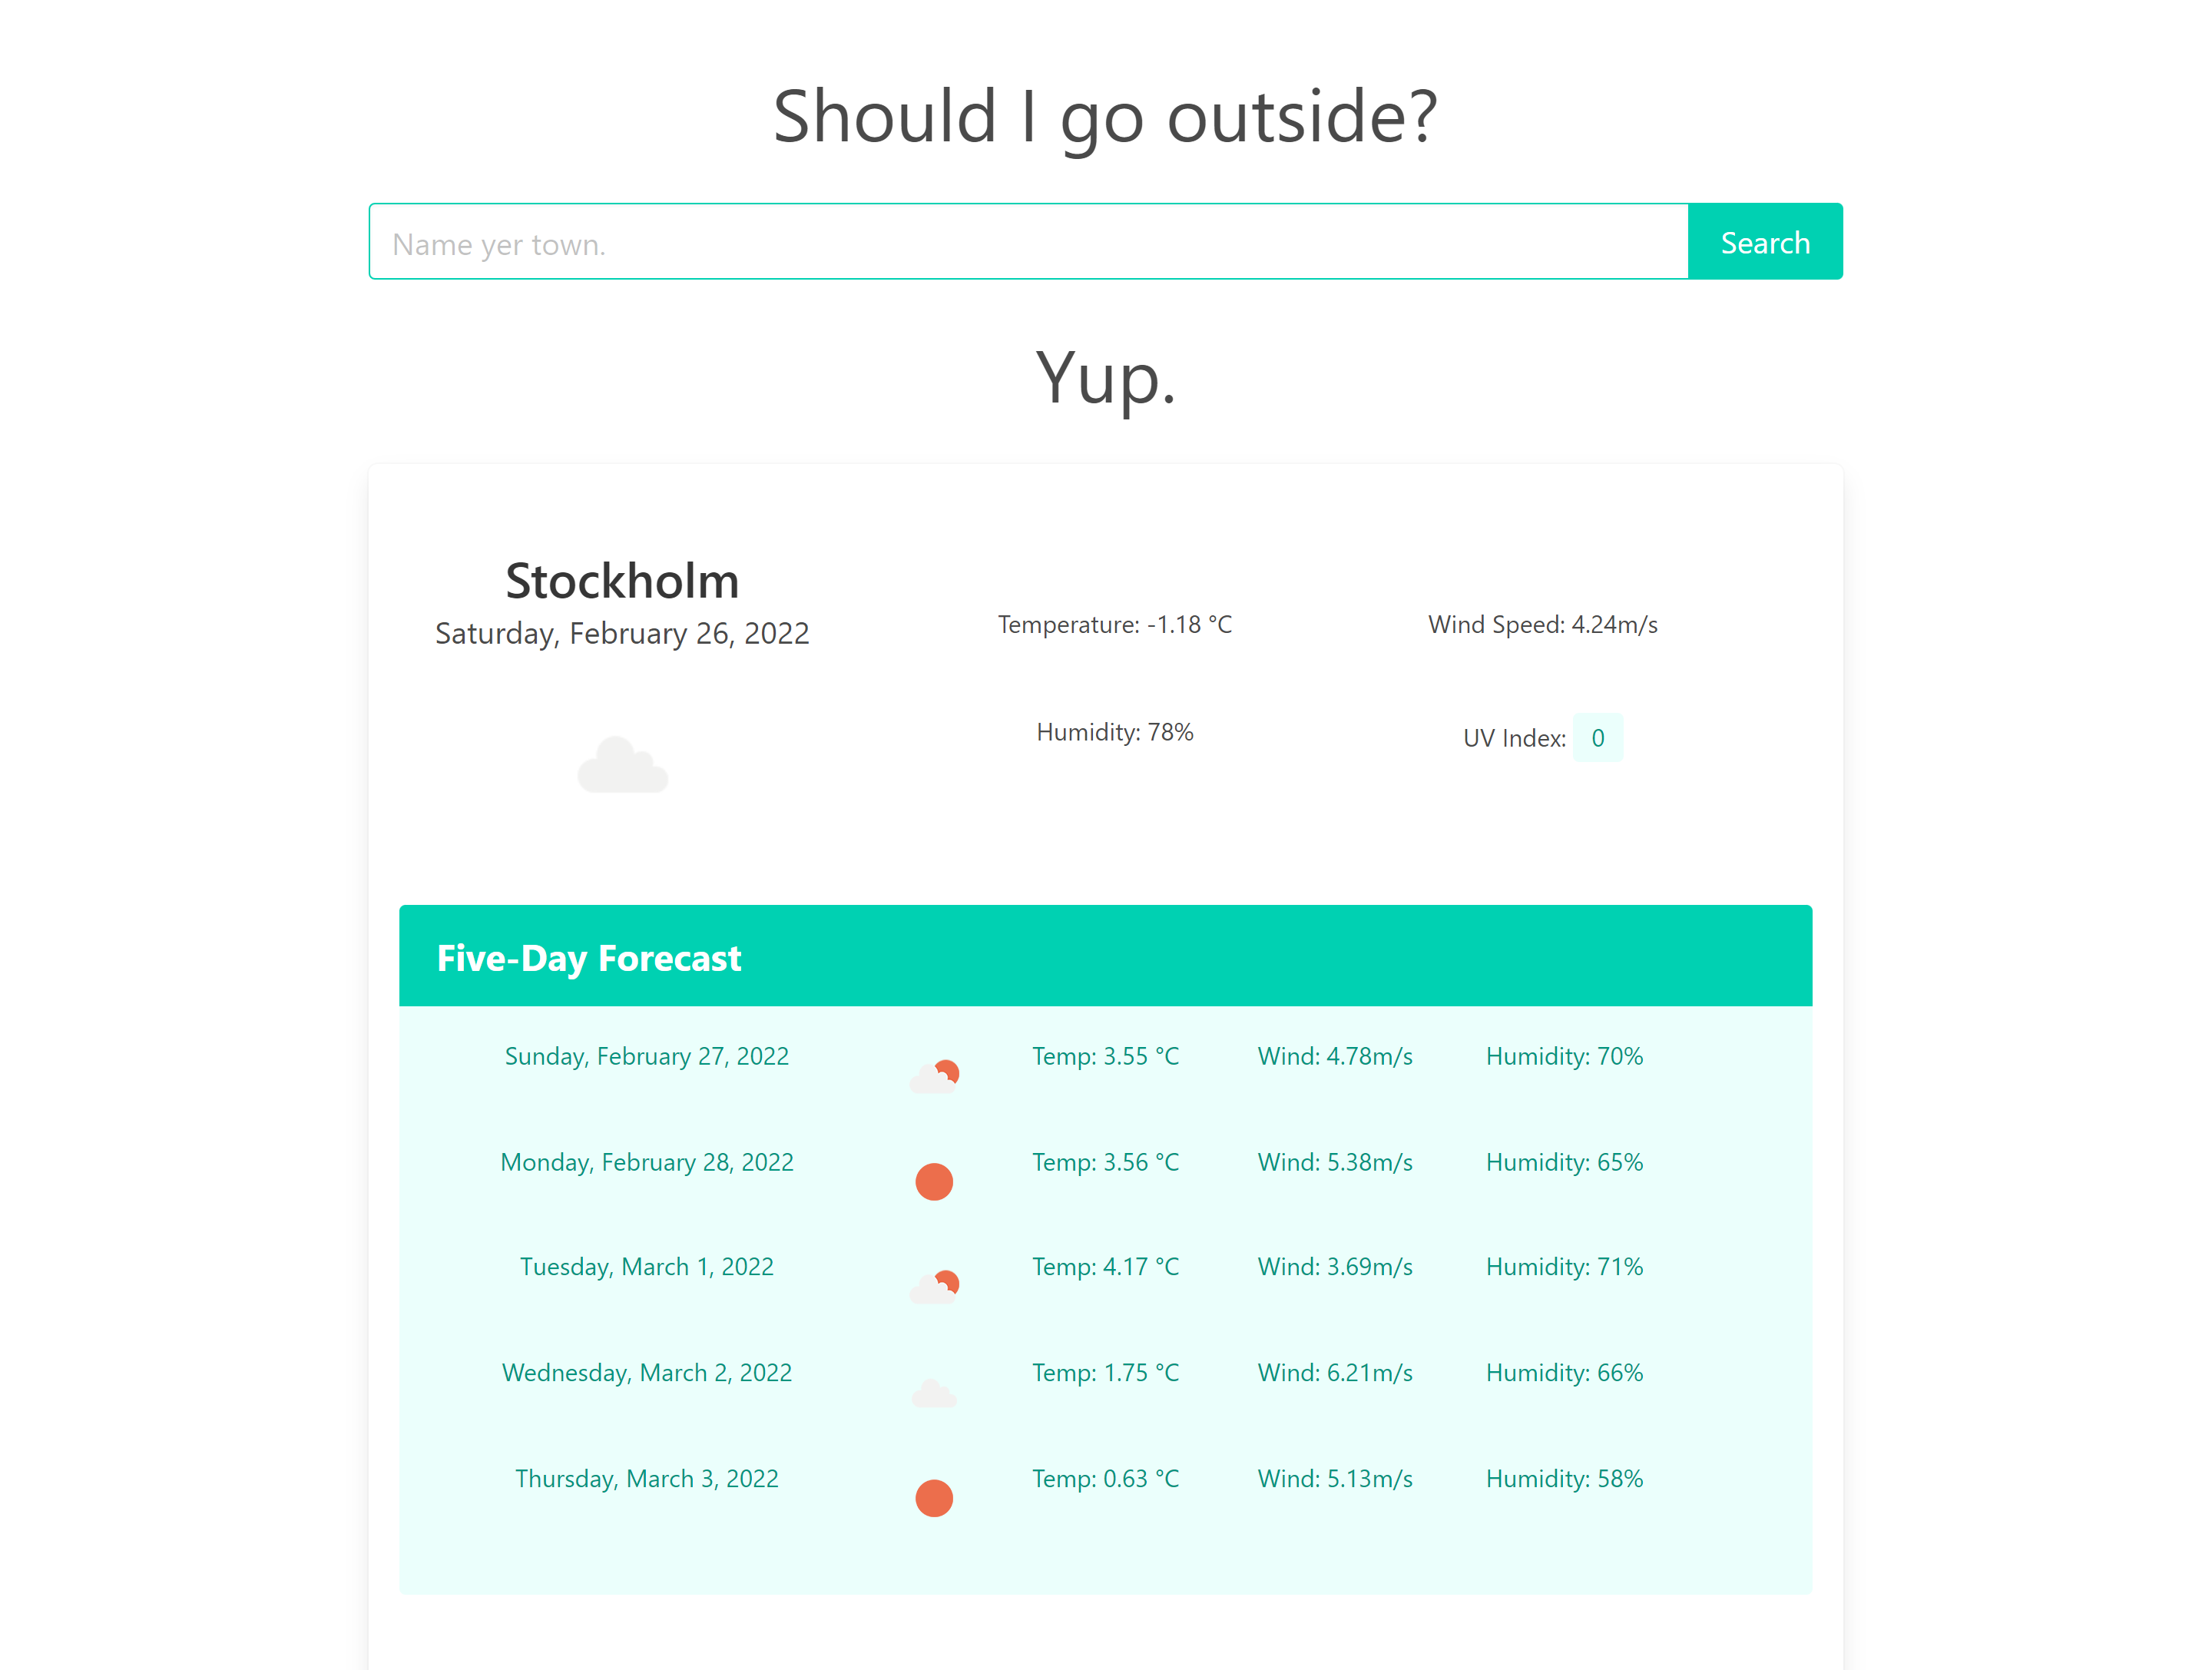 Should I go outside?
Name yer town.
Search
Yup.
Stockholm
Saturday, February 26, 2022
Temperature: -1.18 °C
Wind Speed: 4.24m/s
Humidity: 78%
UV Index: 0
Five-Day Forecast
Sunday, February 27, 2022 Temp: 3.55 °C Wind: 4.78m/s Humidity: 70%
Monday, February 28, 2022 Temp: 3.56 °C Wind: 5.38m/s Humidity: 65%
Tuesday, March 1, 2022 Temp: 4.17 °C Wind: 3.69m/s Humidity: 71%
Wednesday, March 2, 2022 Temp: 1.75 °C Wind: 6.21m/s Humidity: 66%
Thursday, March 3, 2022 Temp: 0.63 °C Wind: 5.13m/s Humidity: 58%